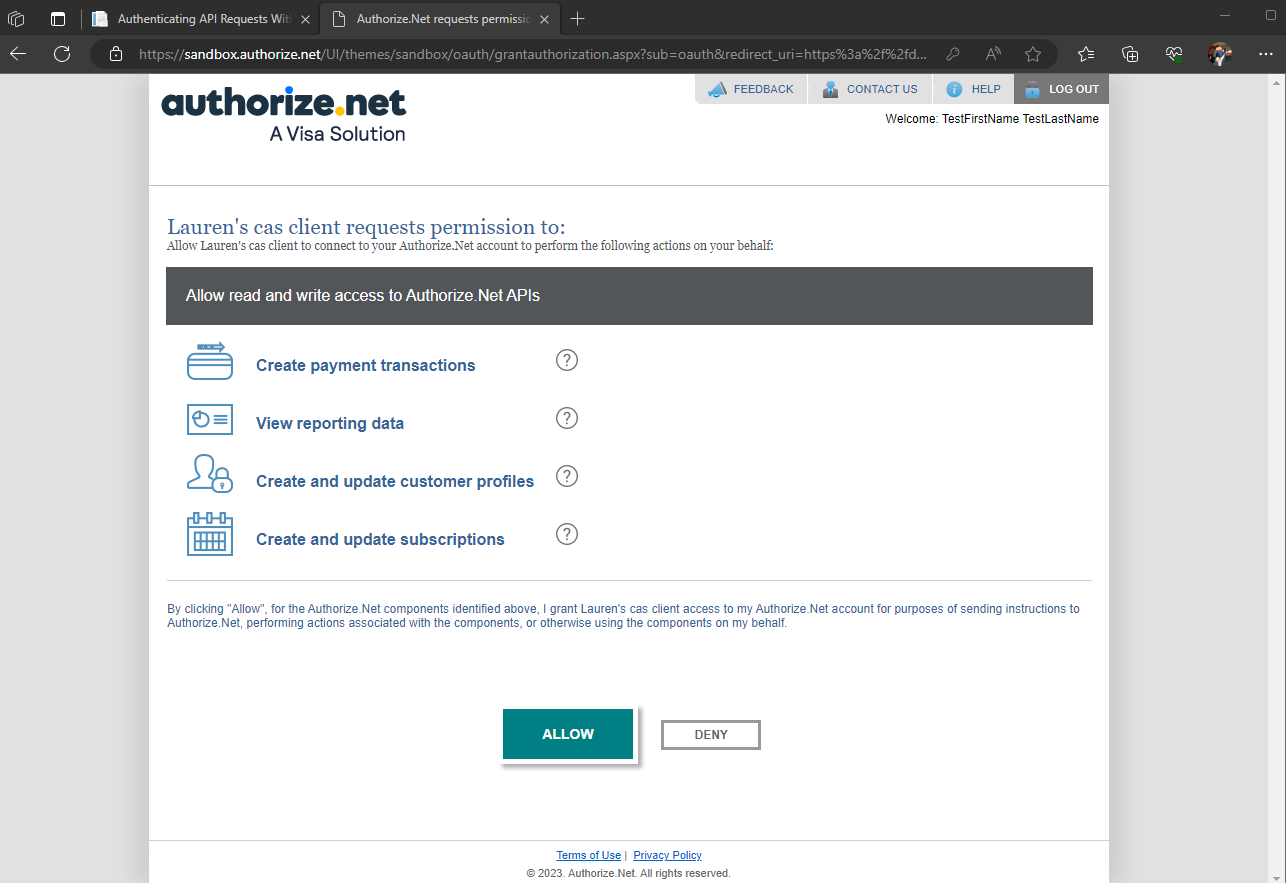 Authenticating API Requests Wit
Authorize.Net requests permissio
https://sandbox.authorize.net/UI/themes/sandbox/oauth/grantauthorization.aspx?sub=oauth&redirect_uri=https%3a%2f%2fd...
authorize.net
A Visa Solution
FEEDBACK
CONTACT US
HELP
LOG OUT
Welcome: TestFirstName TestLastName
Lauren's cas client requests permission to:
Allow Lauren's cas client to connect to your Authorize.Net account to perform the following actions on your behalf:
Allow read and write access to Authorize.Net APIs
Create payment transactions ?
View reporting data ?
Create and update customer profiles ?
Create and update subscriptions ?
By clicking "Allow", for the Authorize.Net components identified above, I grant Lauren's cas client access to my Authorize.Net account for purposes of sending instructions to
Authorize.Net, performing actions associated with the components, or otherwise using the components on my behalf.
ALLOW
DENY
Terms of Use | Privacy Policy
© 2023. Authorize.Net. All rights reserved.